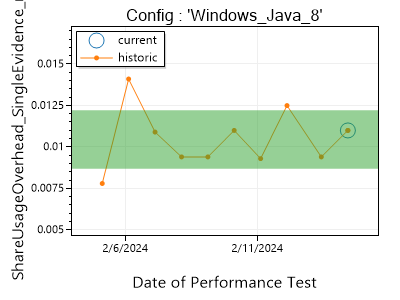 Config : 'Windows_Java_8'
current
historic
0.015
0.0125
0.01
0.0075
0.005
ShareUsageOverhead_SingleEvidence_
2/6/2024
2/11/2024
Date of Performance Test